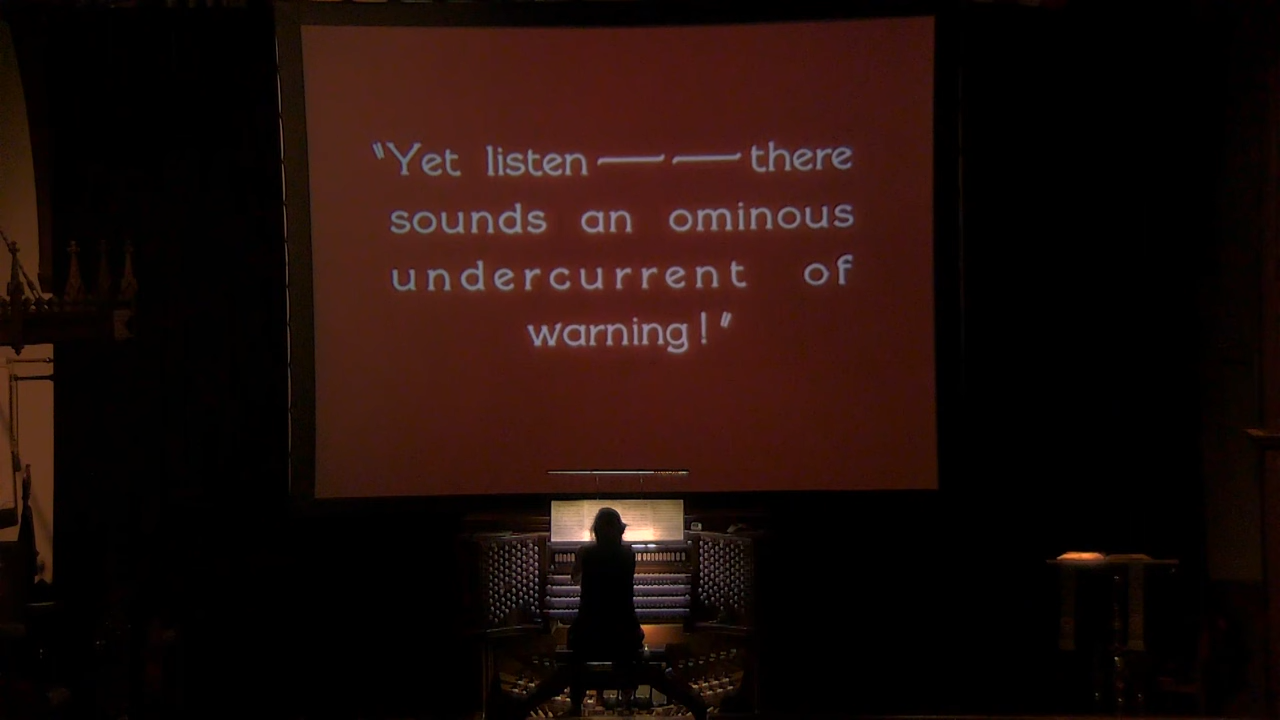 "Yet listen — — there
sounds an ominous
undercurrent of
warning!"